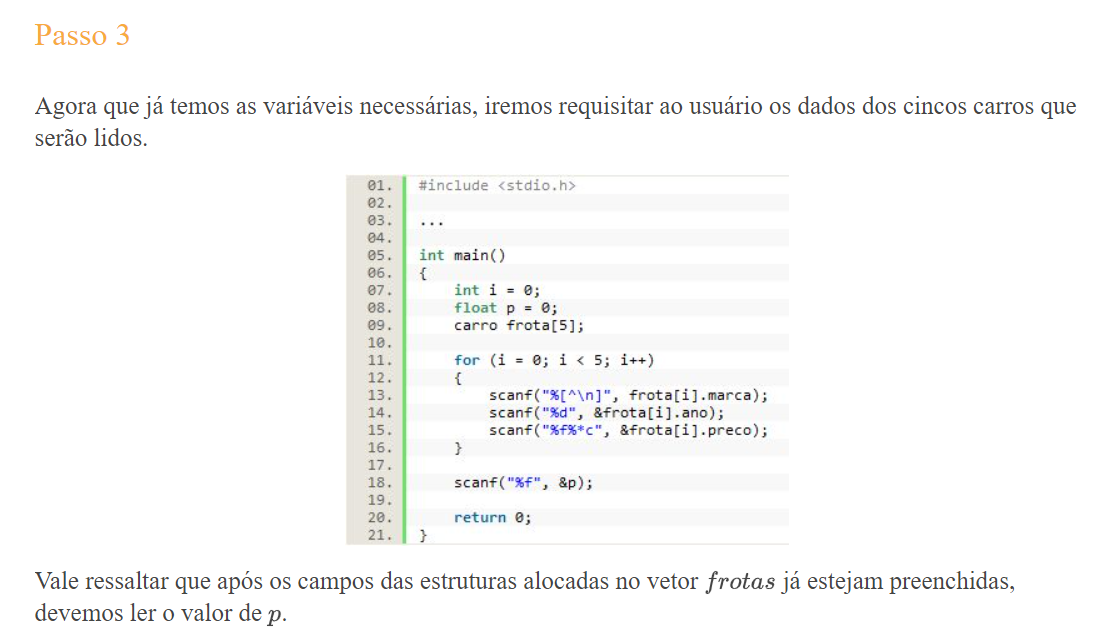 Passo 3
Agora que já temos as variáveis necessárias, iremos requisitar ao usuário os dados dos cincos carros que
serão lidos.
01. #include <stdio.h>
02.
03. ...
04.
05. int main()
06. {
07.     int i = 0;
08.     float p = 0;
09.     carro frota[5];
10.
11.     for (i = 0; i < 5; i++)
12.     {
13.         scanf("%[^\n]", frota[i].marca);
14.         scanf("%d", &frota[i].ano);
15.         scanf("%f%*c", &frota[i].preco);
16.     }
17.
18.     scanf("%f", &p);
19.
20.     return 0;
21. }
Vale ressaltar que após os campos das estruturas alocadas no vetor frotas já estejam preenchidas,
devemos ler o valor de p.